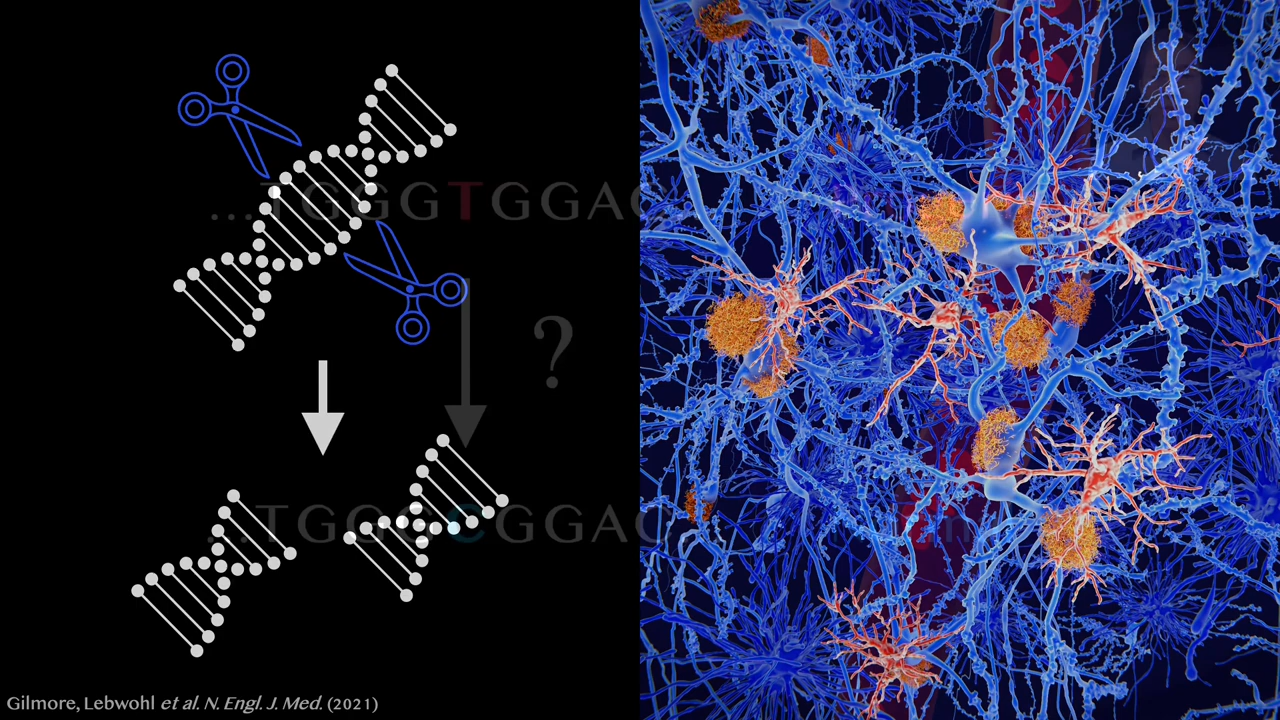 ...TGGGTGGAC
?
TGGGCGGAC
Gilmore, Lebwohl et al. N. Engl. J. Med. (2021)